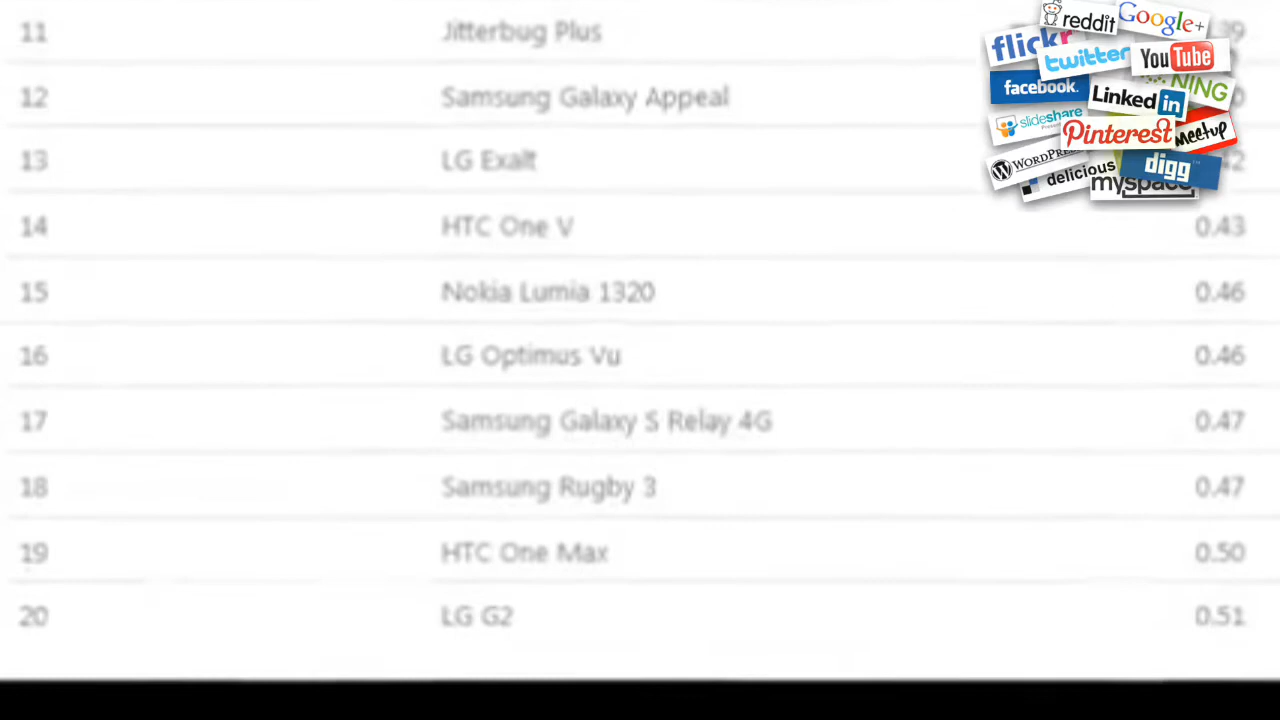 11 Jitterbug Plus
12 Samsung Galaxy Appeal
13 LG Exalt
14 HTC One V 0.43
15 Nokia Lumia 1320 0.46
16 LG Optimus Vu 0.46
17 Samsung Galaxy S Relay 4G 0.47
18 Samsung Rugby 3 0.47
19 HTC One Max 0.50
20 LG G2 0.51
reddit Google+
flickr twitter YouTube
facebook. LinkedIn NING
slideshare Pinterest Meetup
WORDPRESS delicious digg
myspace